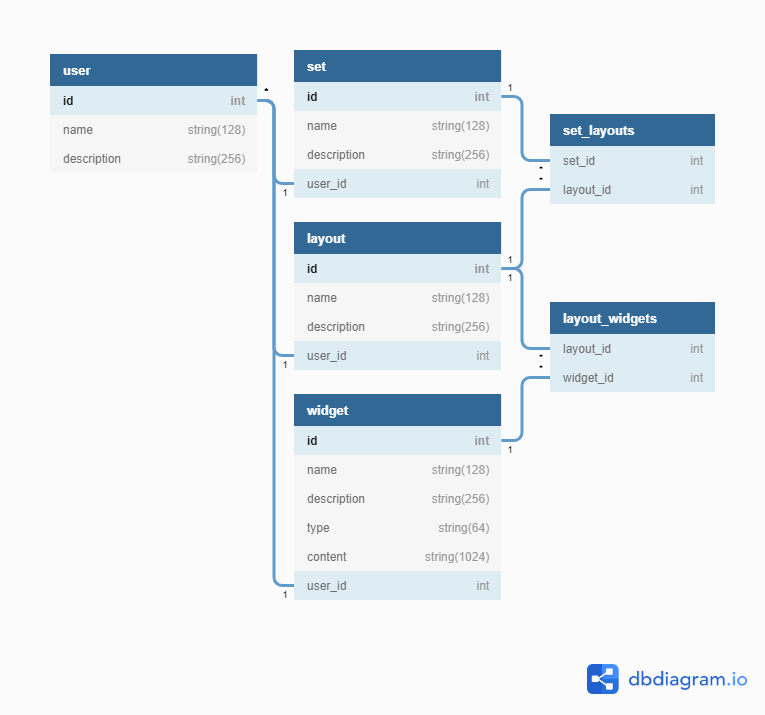 user
id int
name string(128)
description string(256)
*
1
1
1
set
id int
name string(128)
description string(256)
user_id int
layout
id int
name string(128)
description string(256)
user_id int
widget
id int
name string(128)
description string(256)
type string(64)
content string(1024)
user_id int
1
*
*
set_layouts
set_id int
layout_id int
1
1
*
*
layout_widgets
layout_id int
widget_id int
1
dbdiagram.io